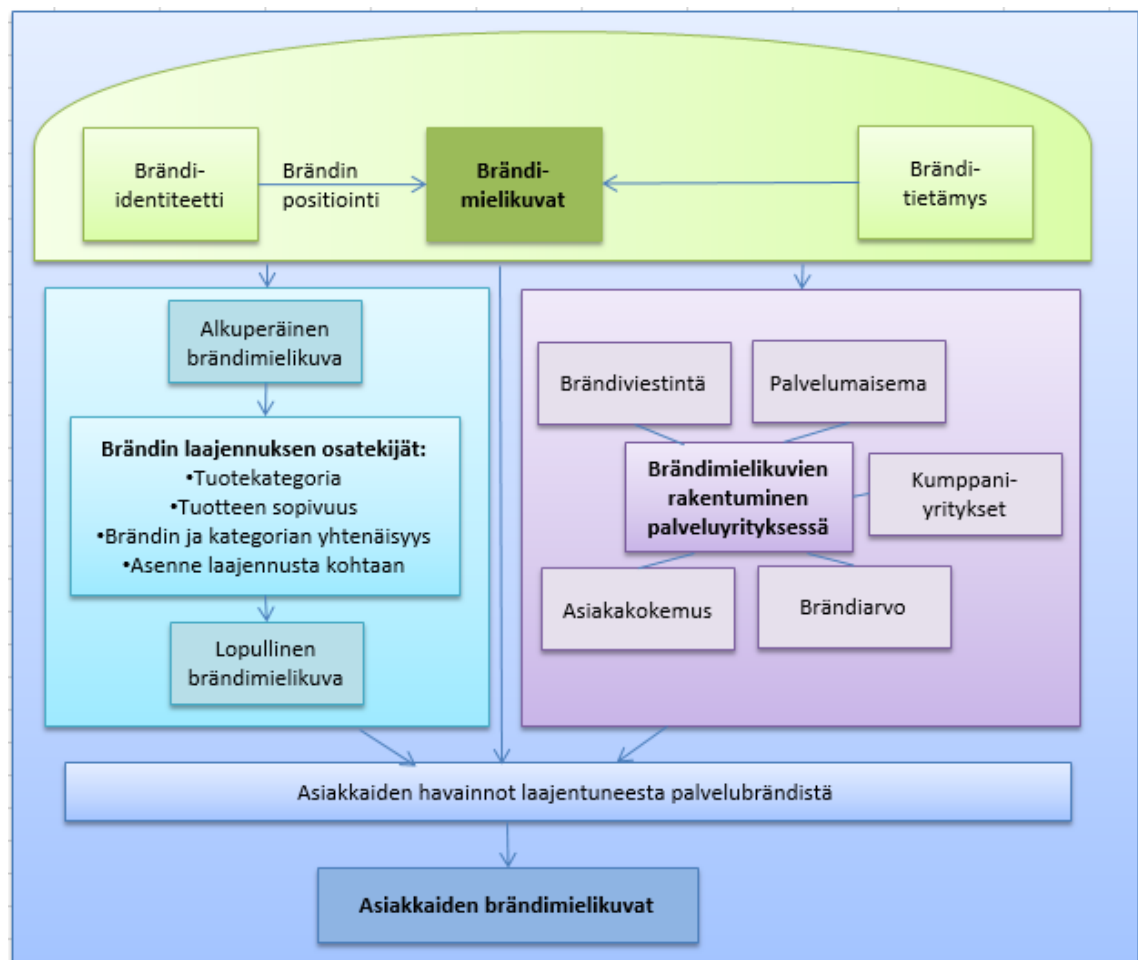 Brändi-
identiteetti
Brändin
positiointi
Brändi-
mielikuvat
Brändi-
tietämys
Alkuperäinen
brändimielikuva
Brändin laajennuksen osatekijät:
•Tuotekategoria
•Tuotteen sopivuus
•Brändin ja kategorian yhtenäisyys
•Asenne laajennusta kohtaan
Lopullinen
brändimielikuva
Brändiviestintä
Palvelumaisema
Brändimielikuvien
rakentuminen
palveluyrityksessä
Kumppani-
yritykset
Asiakakokemus
Brändiarvo
Asiakkaiden havainnot laajentuneesta palvelubrändistä
Asiakkaiden brändimielikuvat